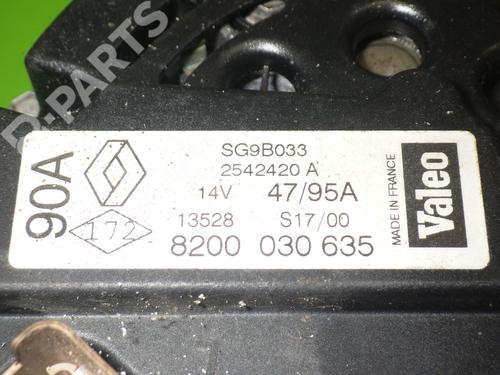 D-PARTS
90A
172
SG9B033
2542420 A
14V 47/95A
13528 S17/00
8200 030 635
MADE IN FRANCE
Valeo